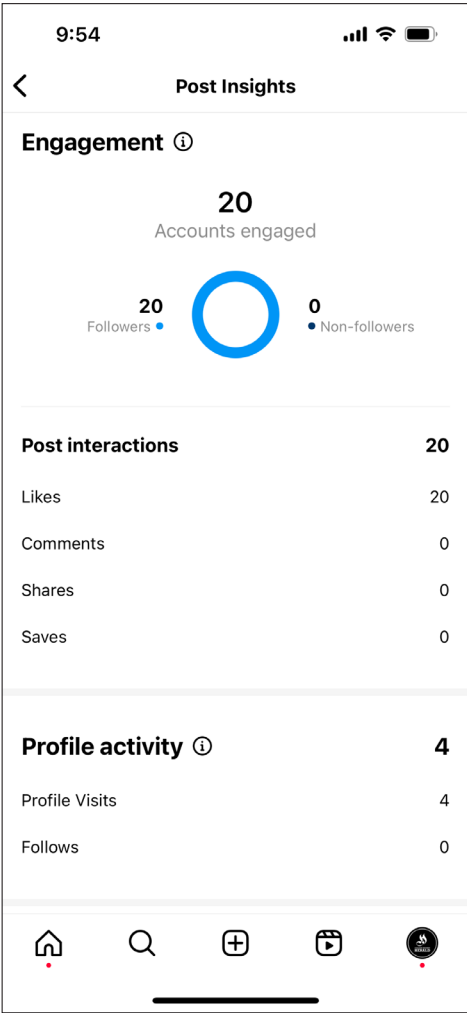 9:54
Post Insights
Engagement
20
Accounts engaged
20
Followers
0
Non-followers
Post interactions 20
Likes 20
Comments 0
Shares 0
Saves 0
Profile activity 4
Profile Visits 4
Follows 0
HERALD